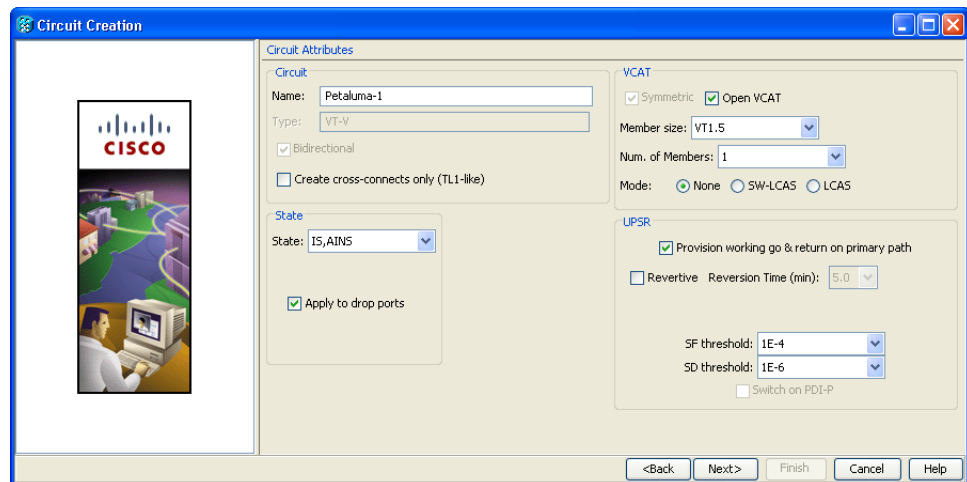 Circuit Creation
CISCO
Circuit Attributes
Circuit
Name: Petaluma-1
Type: VT-V
Bidirectional
Create cross-connects only (TL1-like)
State
State: IS,AINS
Apply to drop ports
VCAT
Symmetric Open VCAT
Member size: VT1.5
Num. of Members: 1
Mode: None SW-LCAS LCAS
UPSR
Provision working go & return on primary path
Revertive Reversion Time (min): 5.0
SF threshold: 1E-4
SD threshold: 1E-6
Switch on PDI-P
<Back Next> Finish Cancel Help